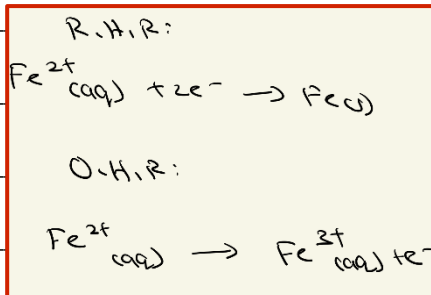 R.H.R:
Fe²⁺(aq) + 2e⁻ → Fe(s)
O.H.R:
Fe²⁺(aq) → Fe³⁺(aq) + e⁻